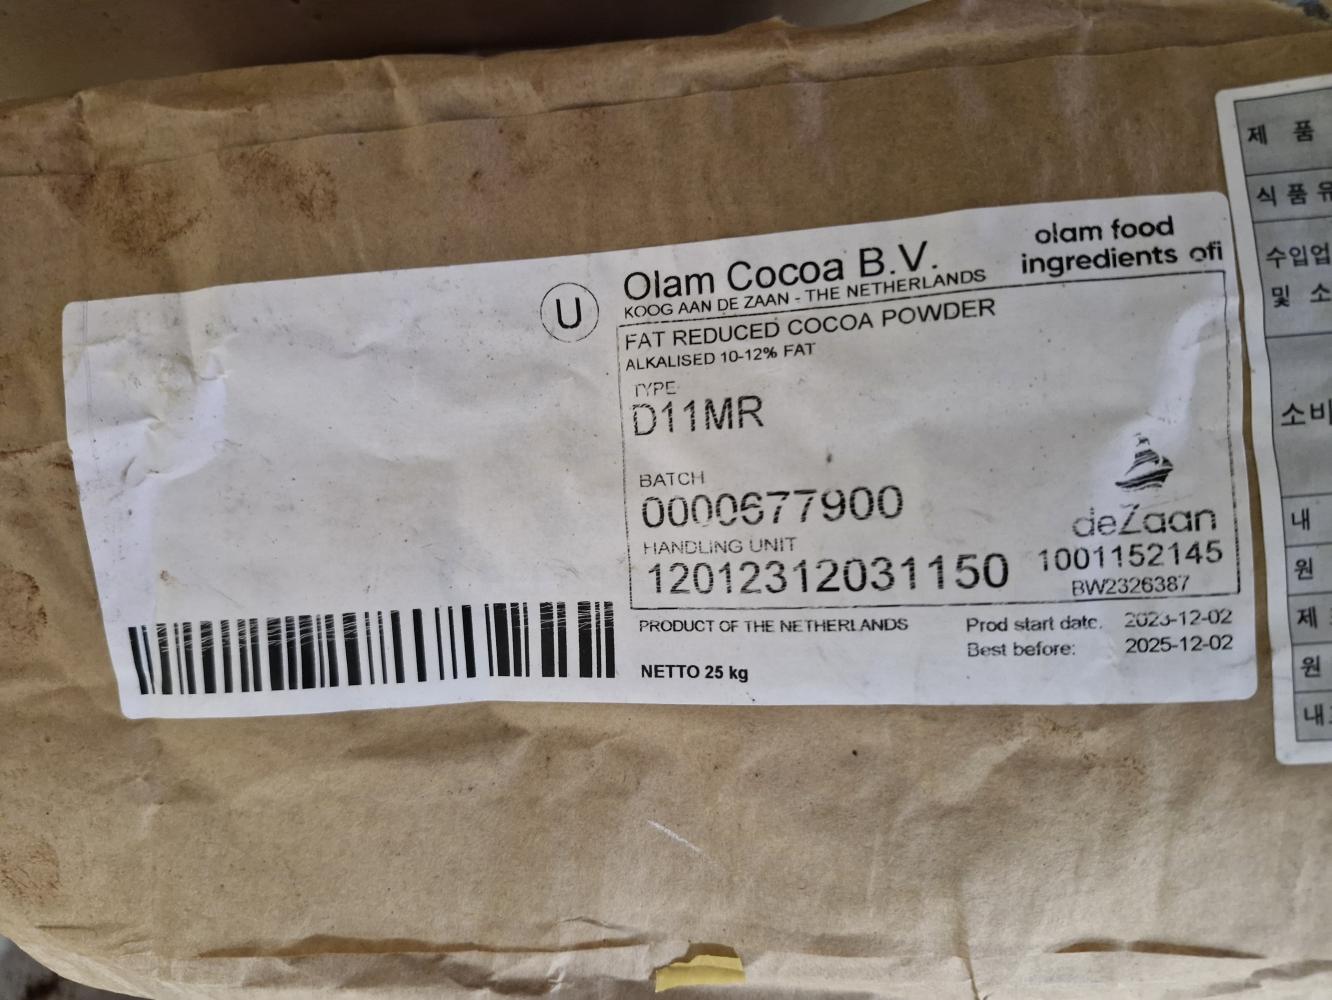 U
Olam Cocoa B.V.
KOOG AAN DE ZAAN - THE NETHERLANDS
olam food
ingredients ofi
FAT REDUCED COCOA POWDER
ALKALISED 10-12% FAT
TYPE
D11MR
BATCH
0000677900
HANDLING UNIT
12012312031150
deZaan
1001152145
BW2326387
PRODUCT OF THE NETHERLANDS
NETTO 25 kg
Prod start date. 2023-12-02
Best before: 2025-12-02
제 품
식 품 유
수입업
및 소
소비
내
원
제
원
내